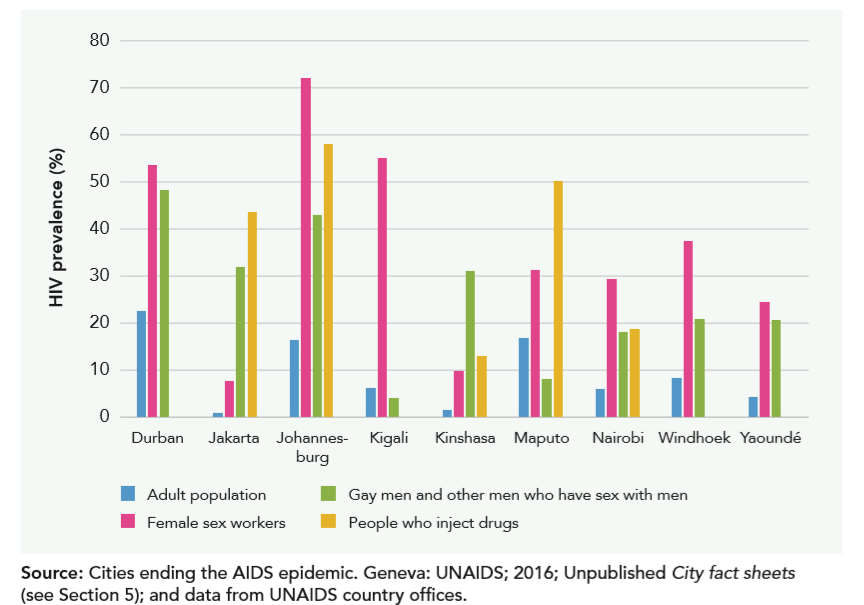 80
70
60
50
40
30
20
10
0
HIV prevalence (%)
Durban Jakarta Johannes- Kigali Kinshasa Maputo Nairobi Windhoek Yaoundé
burg
Adult population Gay men and other men who have sex with men
Female sex workers People who inject drugs
Source: Cities ending the AIDS epidemic. Geneva: UNAIDS; 2016; Unpublished City fact sheets
(see Section 5); and data from UNAIDS country offices.